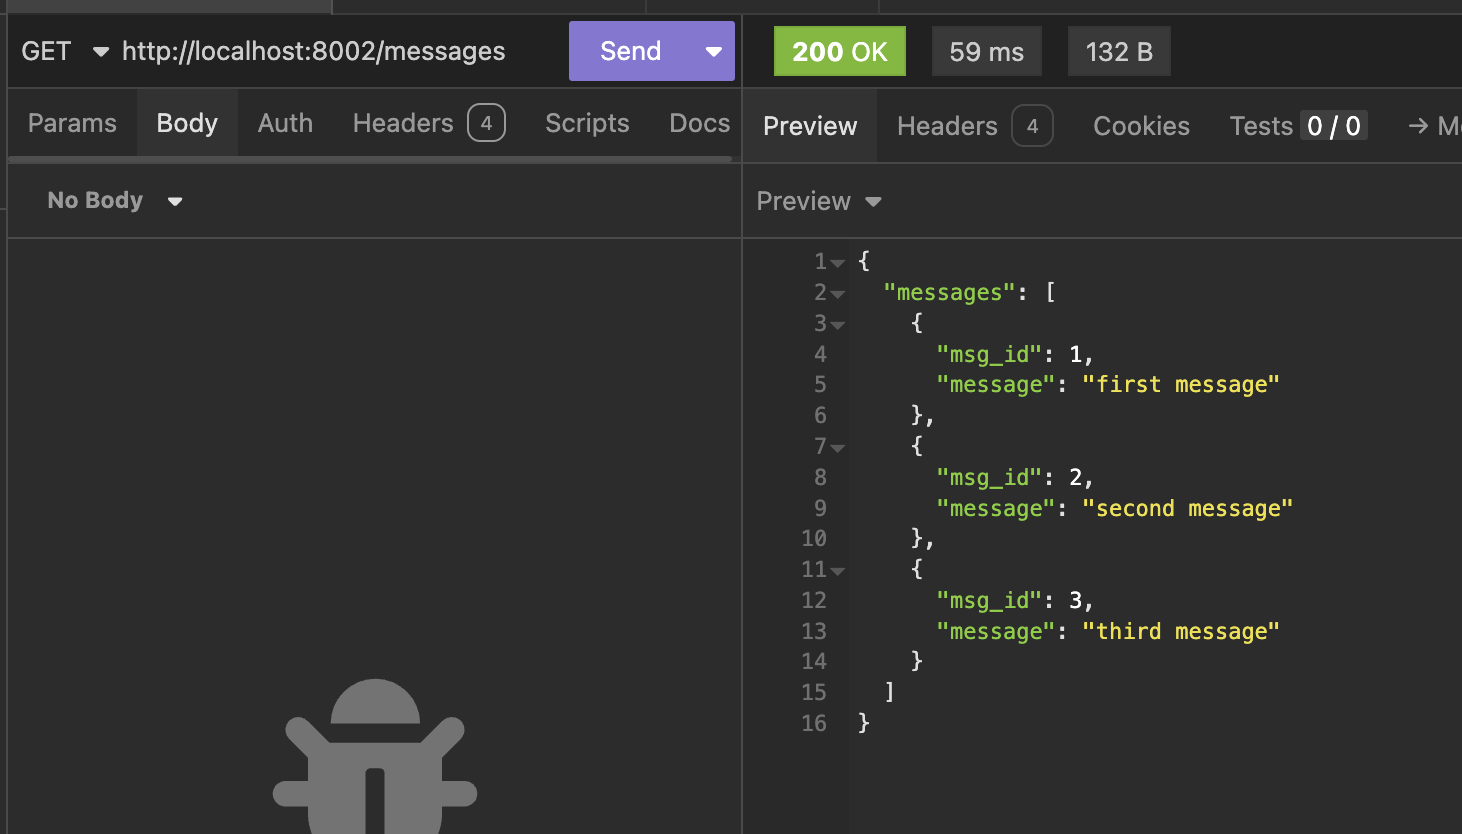 GET http://localhost:8002/messages Send
200 OK 59 ms 132 B
Params Body Auth Headers 4 Scripts Docs
Preview Headers 4 Cookies Tests 0 / 0
No Body
Preview
1 {
2 "messages": [
3 {
4 "msg_id": 1,
5 "message": "first message"
6 },
7 {
8 "msg_id": 2,
9 "message": "second message"
10 },
11 {
12 "msg_id": 3,
13 "message": "third message"
14 }
15 ]
16 }